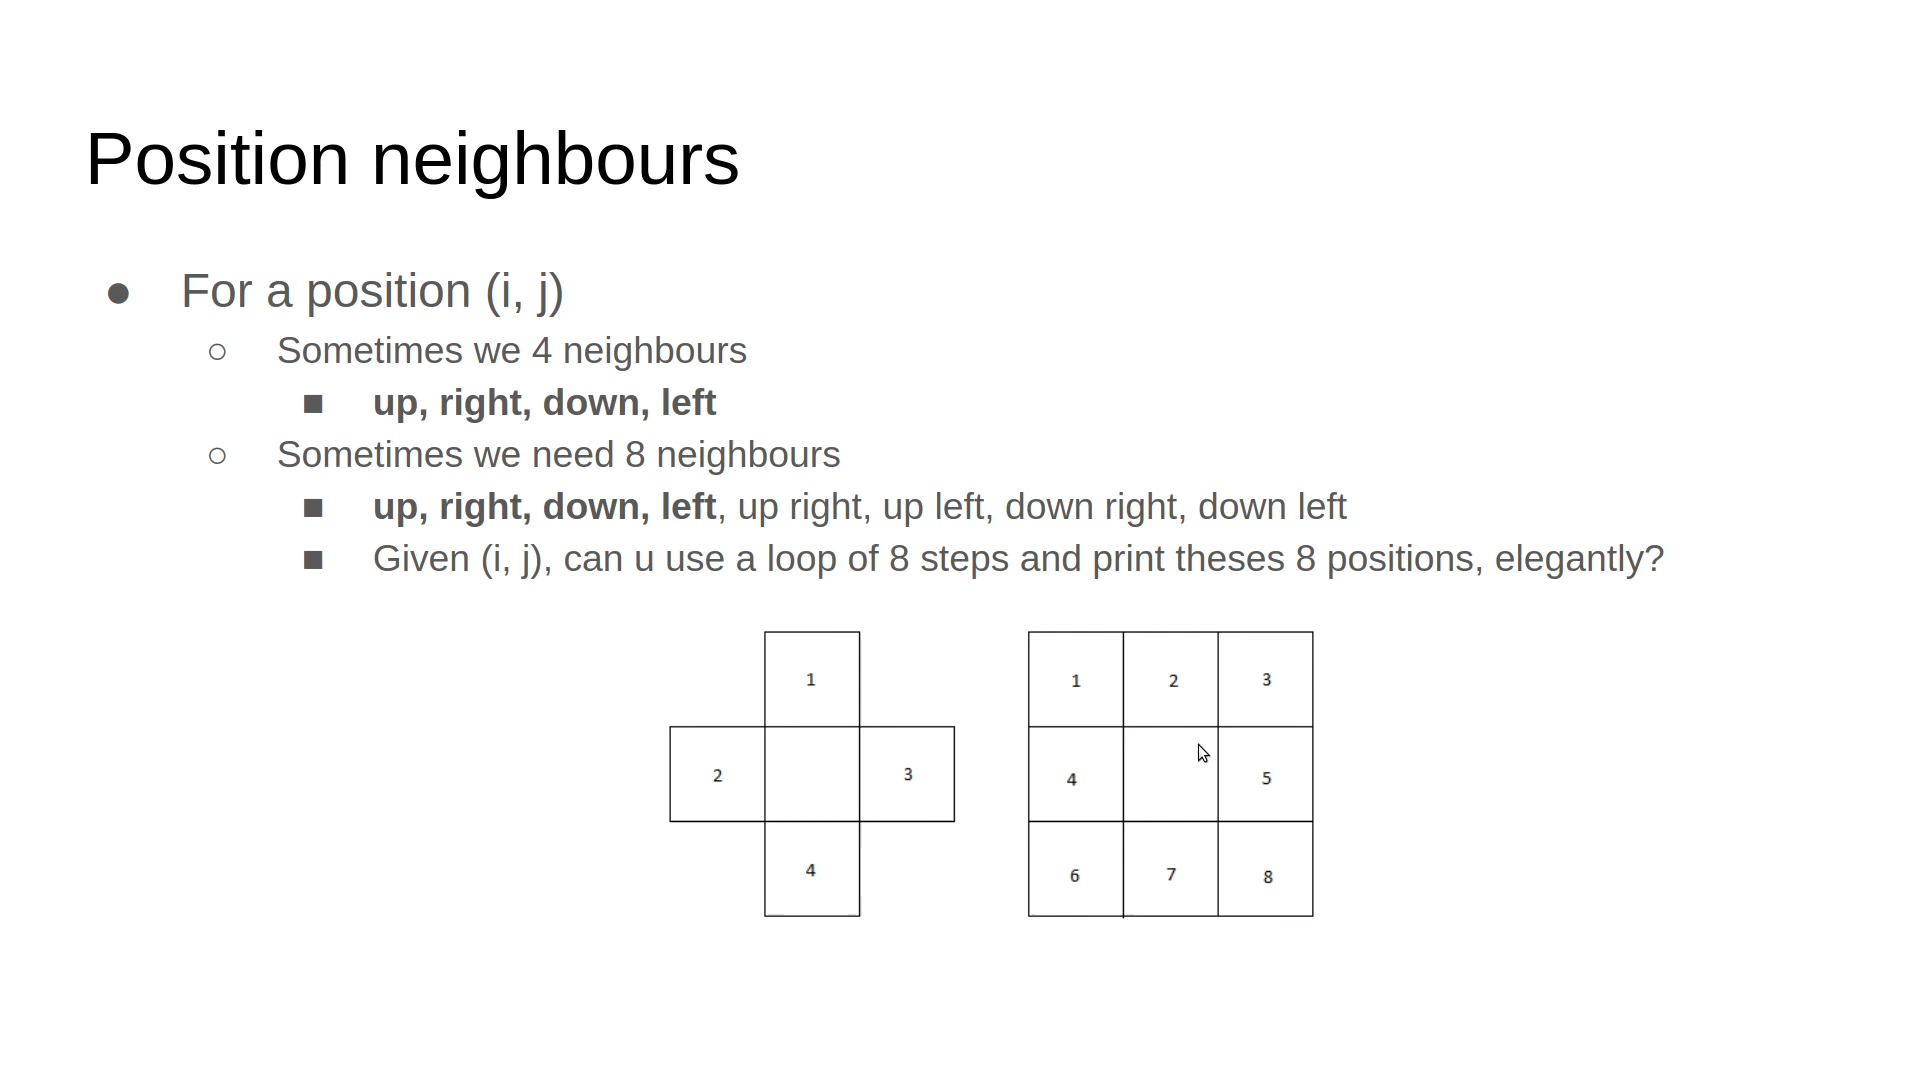 Position neighbours
● For a position (i, j)
○ Sometimes we 4 neighbours
■ up, right, down, left
○ Sometimes we need 8 neighbours
■ up, right, down, left, up right, up left, down right, down left
■ Given (i, j), can u use a loop of 8 steps and print theses 8 positions, elegantly?
1
2 3
4
1 2 3
4 5
6 7 8